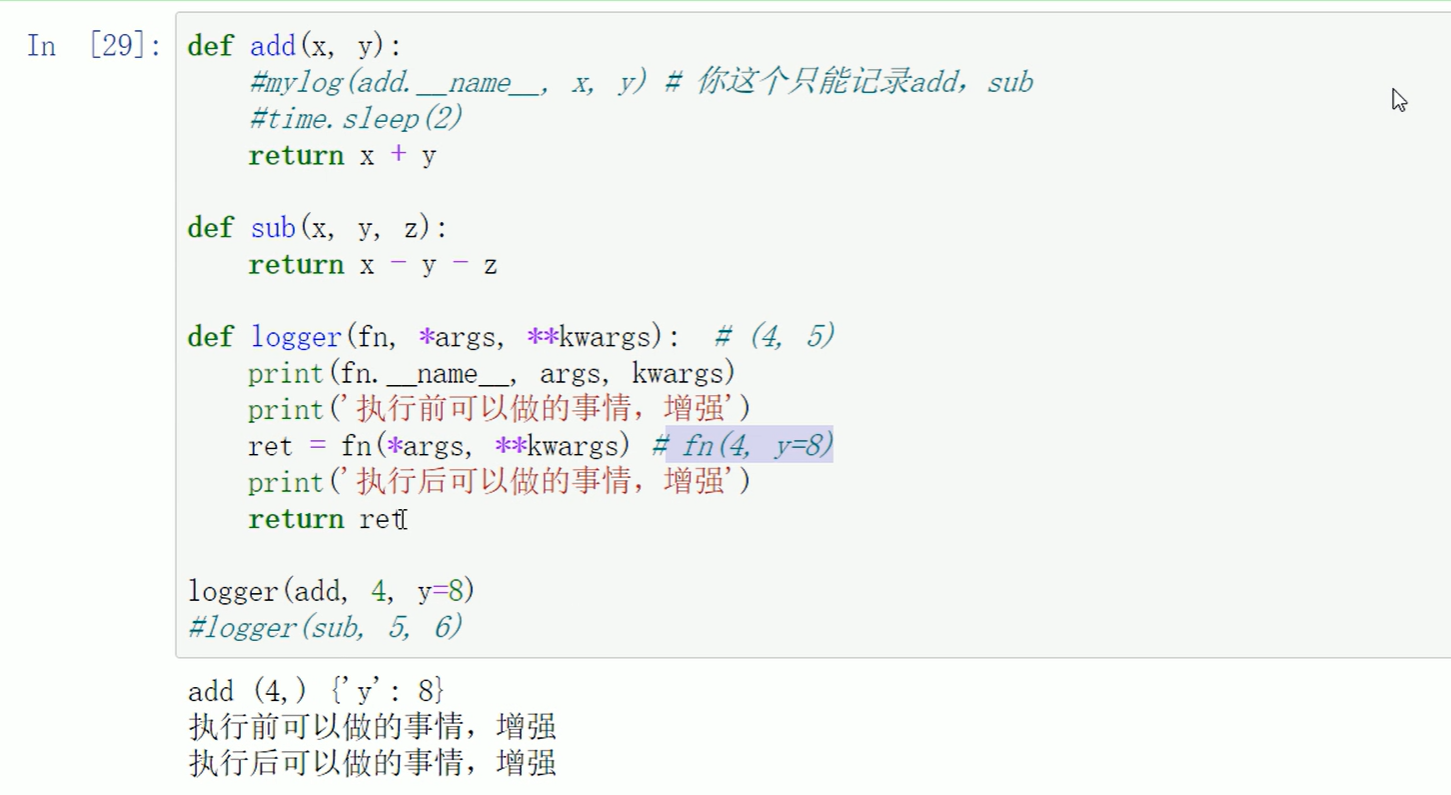 In [29]:
def add(x, y):
    #mylog(add.__name__, x, y) # 你这个只能记录add，sub
    #time.sleep(2)
    return x + y
def sub(x, y, z):
    return x - y - z
def logger(fn, *args, **kwargs):  # (4, 5)
    print(fn.__name__, args, kwargs)
    print('执行前可以做的事情，增强')
    ret = fn(*args, **kwargs) # fn(4, y=8)
    print('执行后可以做的事情，增强')
    return ret
logger(add, 4, y=8)
#logger(sub, 5, 6)
add (4,) {'y': 8}
执行前可以做的事情，增强
执行后可以做的事情，增强